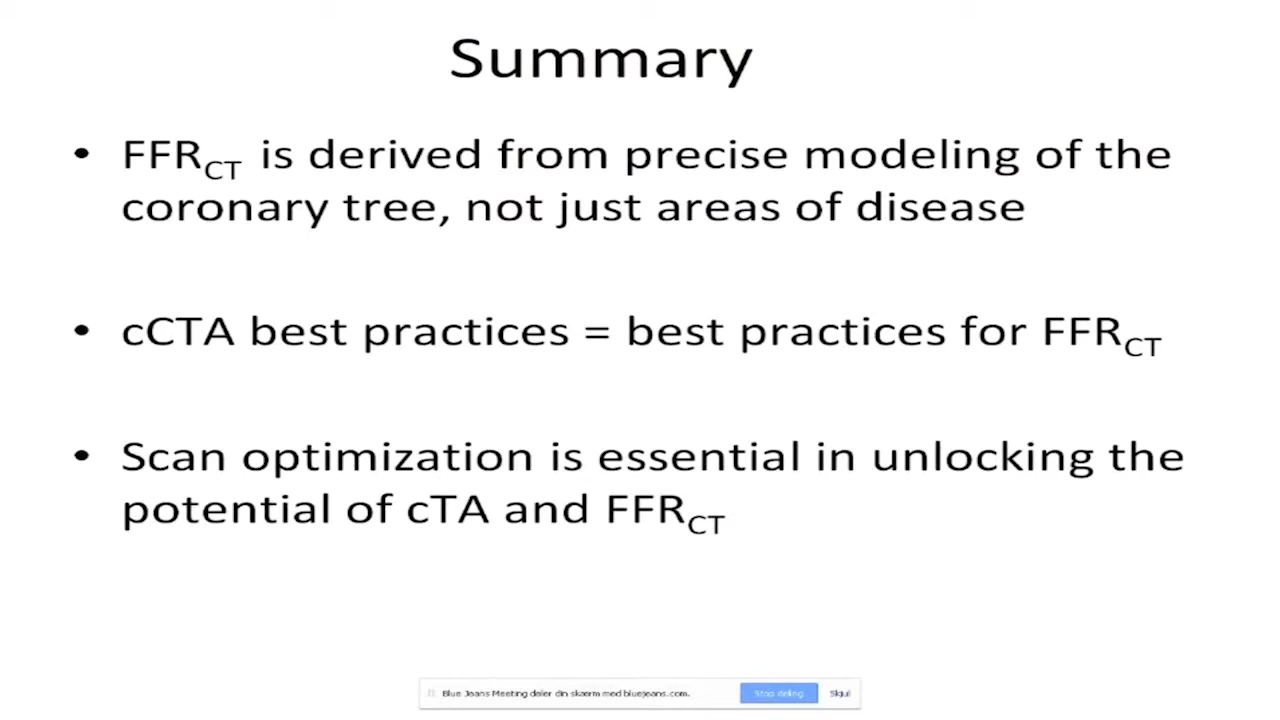 Summary
• FFRCT is derived from precise modeling of the
coronary tree, not just areas of disease
• cCTA best practices = best practices for FFRCT
• Scan optimization is essential in unlocking the
potential of cTA and FFRCT
Blue Jeans Meeting deler din skærm med bluejeans.com. Stop deling Skjul